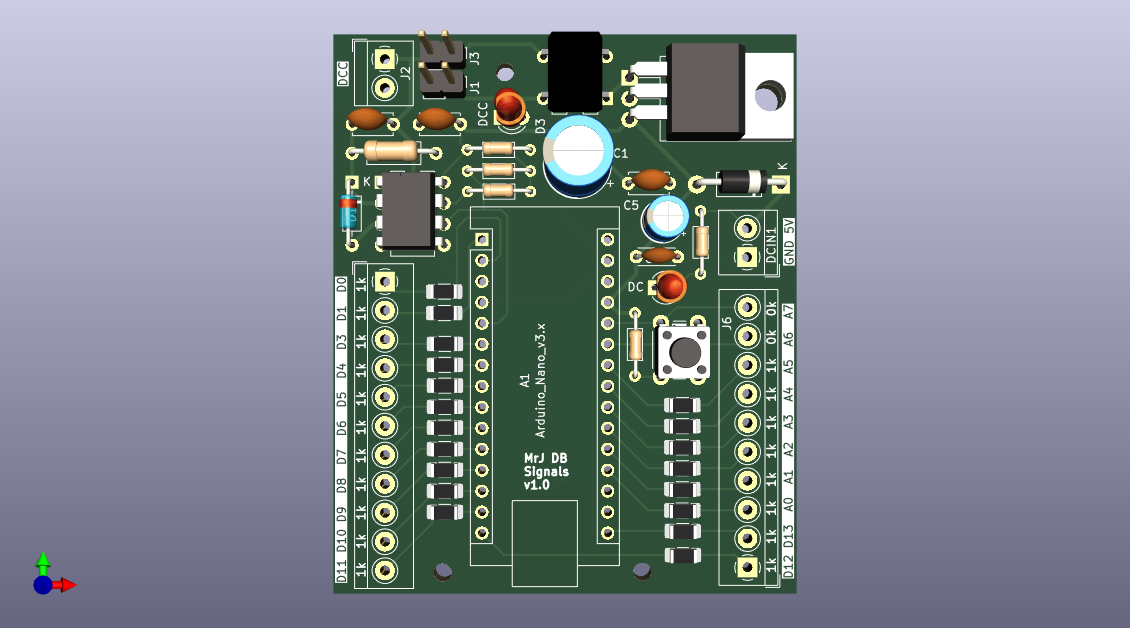 DCC
J2
J3
J1
DCC
D3
C1
+
K
K
D1
C5
+
DCIN1
GND 5V
DC
J6
D0 1k
D1 1k
D3 1k
D4 1k
D5 1k
D6 1k
D7 1k
D8 1k
D9 1k
D10 1k
D11 1k
A1
Arduino_Nano_v3.x
MrJ DB
Signals
v1.0
0k A7
0k A6
1k A5
1k A4
1k A3
1k A2
1k A1
1k A0
1k D13
1k D12